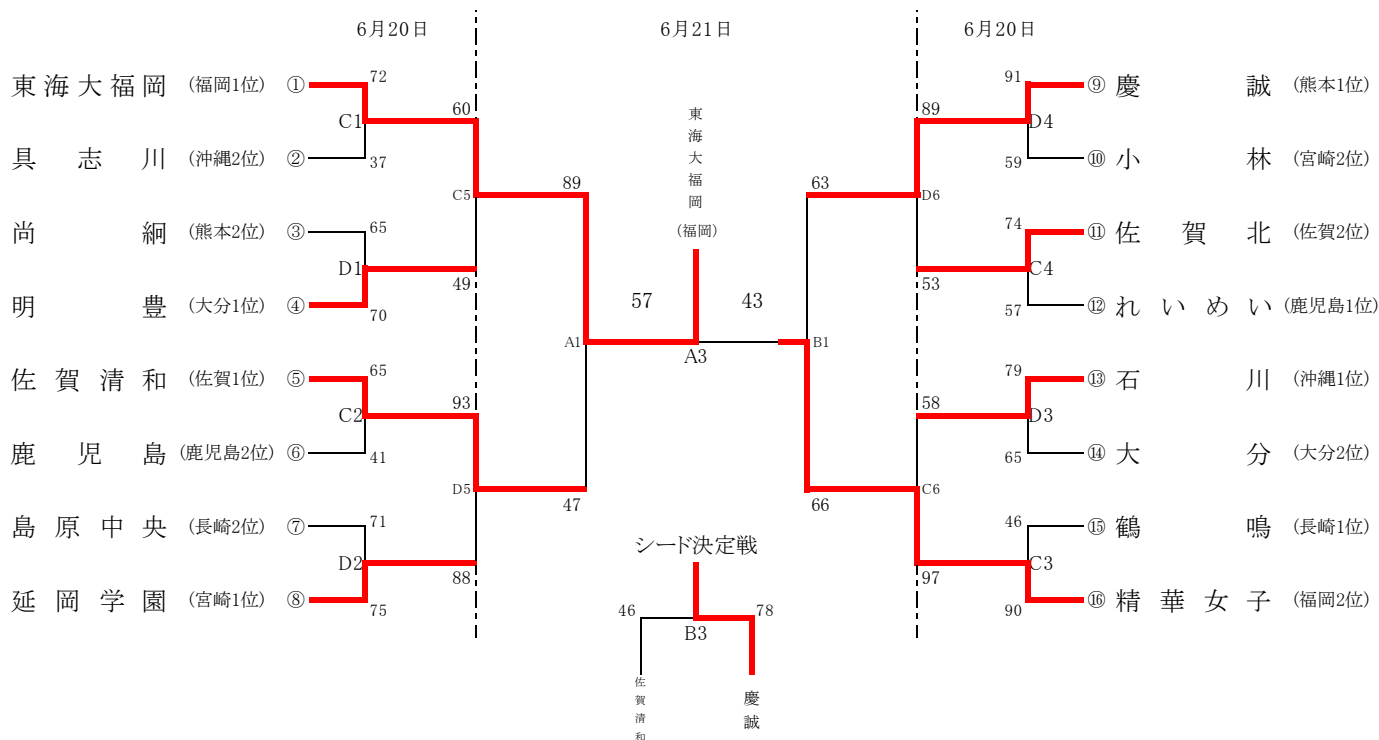 6月20日 6月21日 6月20日
東海大福岡 (福岡1位) ① 72
C1 60
具志川 (沖縄2位) ② 37
C5 89
尚絅 (熊本2位) ③ 65
D1 49
明豊 (大分1位) ④ 70
A1
佐賀清和 (佐賀1位) ⑤ 65
C2 93
鹿児島 (鹿児島2位) ⑥ 41
D5 47
島原中央 (長崎2位) ⑦ 71
D2 88
延岡学園 (宮崎1位) ⑧ 75
東海大福岡
(福岡)
57 43
A3
シード決定戦
46 78
B3
佐賀清和
慶誠
91 ⑨ 慶誠 (熊本1位)
89 D4
59 ⑩ 小林 (宮崎2位)
63 D6
74 ⑪ 佐賀北 (佐賀2位)
53 C4
57 ⑫ れいめい (鹿児島1位)
B1
79 ⑬ 石川 (沖縄1位)
58 D3
65 ⑭ 大分 (大分2位)
66 C6
46 ⑮ 鶴鳴 (長崎1位)
97 C3
90 ⑯ 精華女子 (福岡2位)